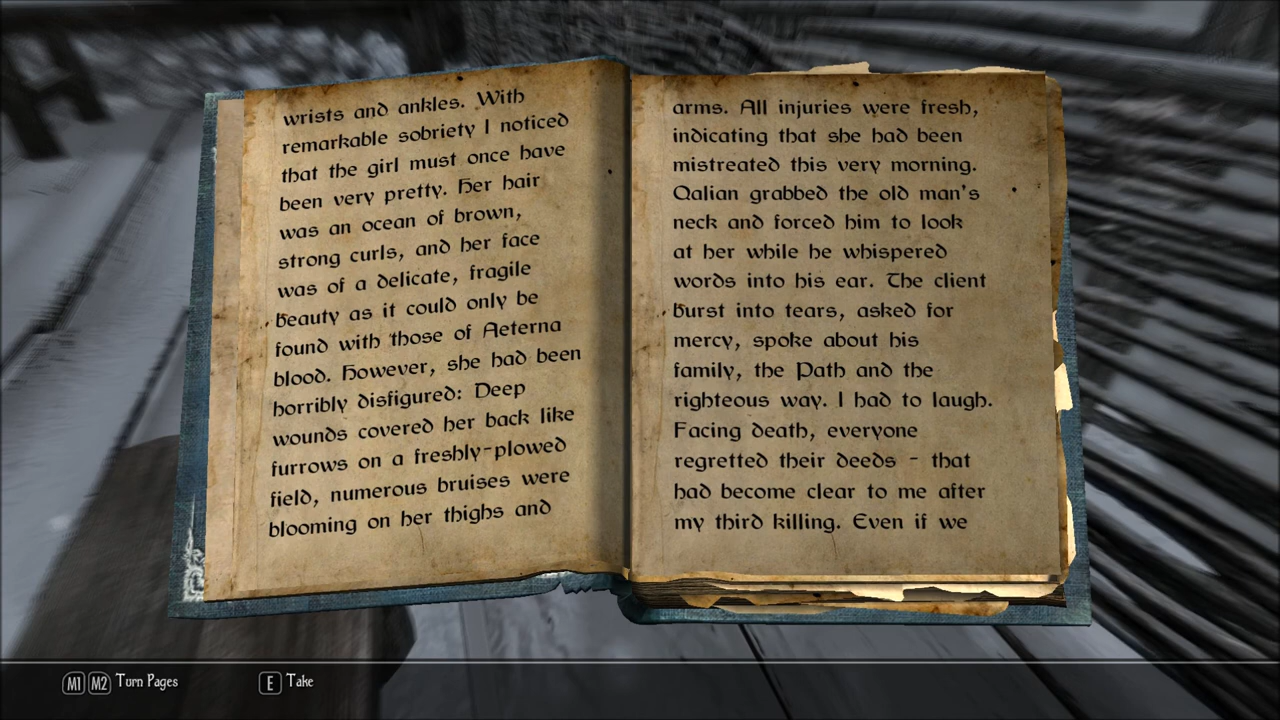 wrists and ankles. With
remarkable sobriety I noticed
that the girl must once have
been very pretty. Her hair
was an ocean of brown,
strong curls, and her face
was of a delicate, fragile
beauty as it could only be
found with those of Aeterna
blood. However, she had been
horribly disfigured: Deep
wounds covered her back like
furrows on a freshly-plowed
field, numerous bruises were
blooming on her thighs and
arms. All injuries were fresh,
indicating that she had been
mistreated this very morning.
Qalian grabbed the old man's
neck and forced him to look
at her while he whispered
words into his ear. The client
burst into tears, asked for
mercy, spoke about his
family, the Path and the
righteous way. I had to laugh.
Facing death, everyone
regretted their deeds - that
had become clear to me after
my third killing. Even if we
M1 M2 Turn Pages
E Take